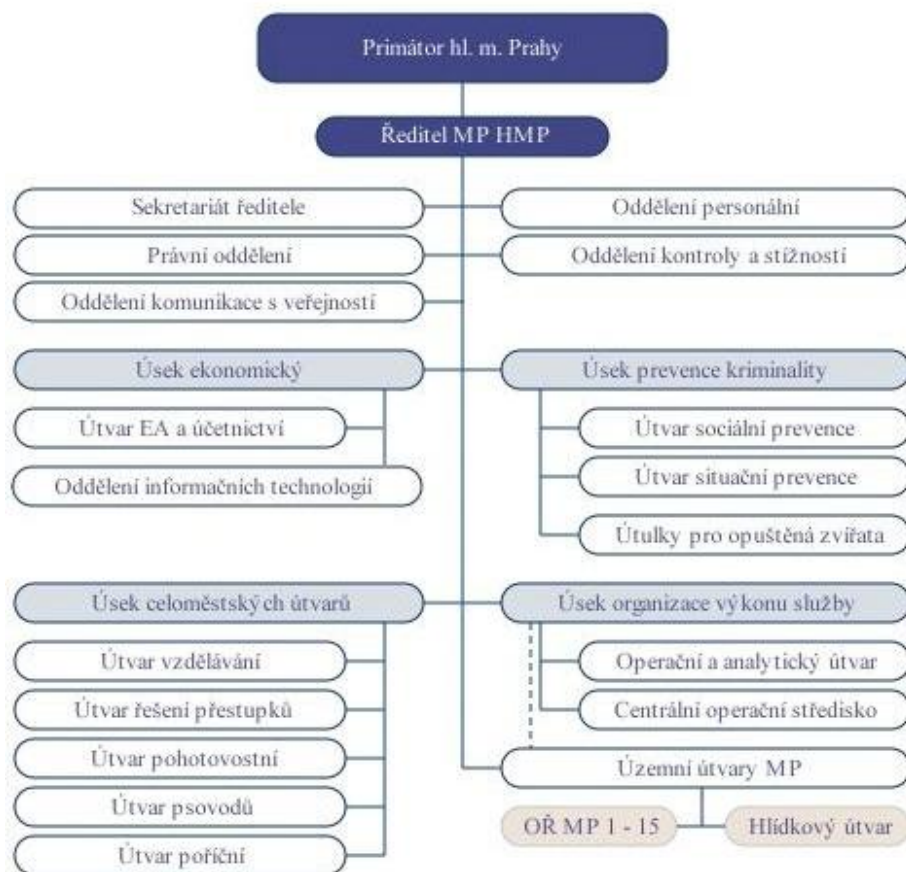 Primátor hl. m. Prahy
Ředitel MP HMP
Sekretariát ředitele
Oddělení personální
Právní oddělení
Oddělení kontroly a stížností
Oddělení komunikace s veřejností
Úsek ekonomický
Útvar EA a účetnictví
Oddělení informačních technologií
Úsek prevence kriminality
Útvar sociální prevence
Útvar situační prevence
Útulky pro opuštěná zvířata
Úsek celoměstských útvarů
Útvar vzdělávání
Útvar řešení přestupků
Útvar pohotovostní
Útvar psovodů
Útvar poříční
Úsek organizace výkonu služby
Operační a analytický útvar
Centrální operační středisko
Územní útvary MP
OŘ MP 1 - 15
Hlídkový útvar